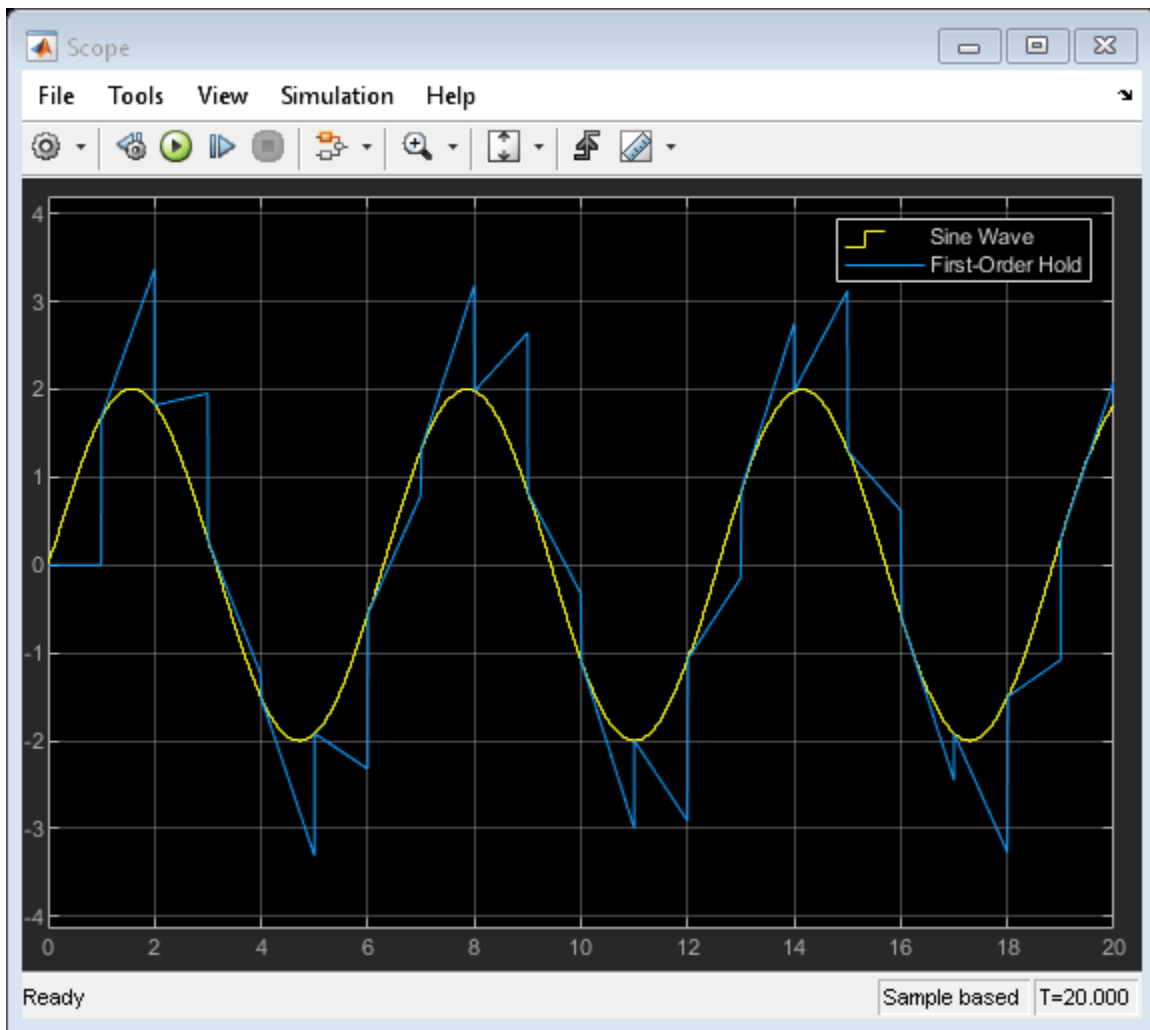 Scope
File Tools View Simulation Help
Sine Wave
First-Order Hold
4
3
2
1
0
-1
-2
-3
-4
0 2 4 6 8 10 12 14 16 18 20
Ready Sample based T=20.000